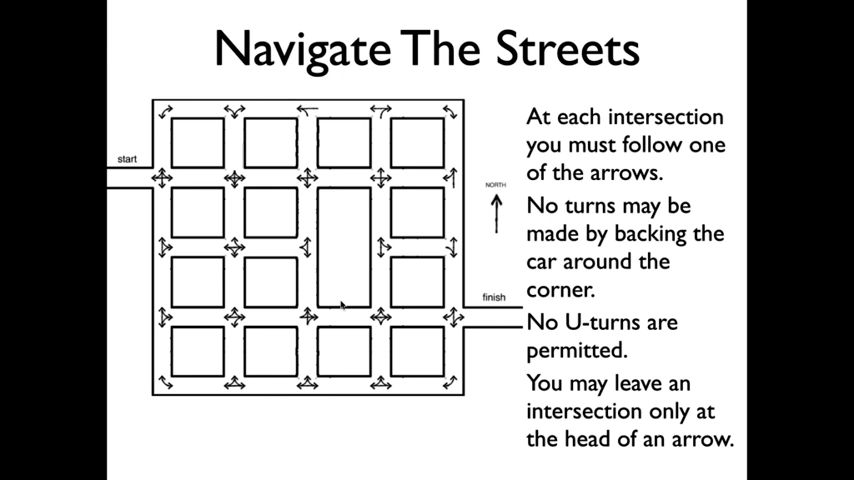 Navigate The Streets
start
NORTH
finish
At each intersection
you must follow one
of the arrows.
No turns may be
made by backing the
car around the
corner.
No U-turns are
permitted.
You may leave an
intersection only at
the head of an arrow.